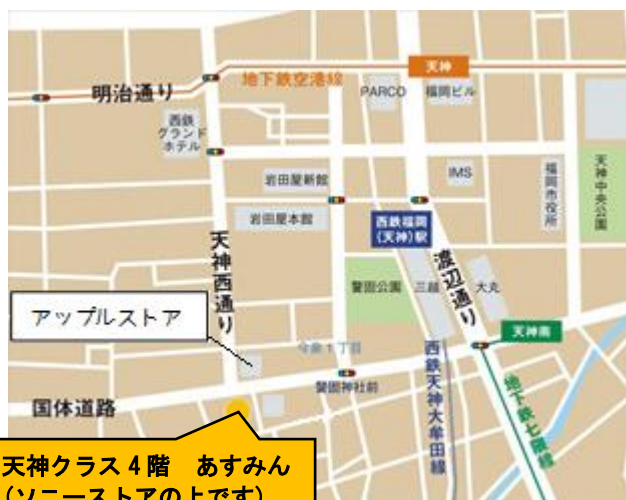 天神
地下鉄空港線
明治通り
PARCO
福岡ビル
西鉄
グランド
ホテル
岩田屋新館
IMS
福岡市役所
天神中央公園
岩田屋本館
西鉄福岡
(天神)駅
天神西通り
渡辺通り
警固公園
三越
大丸
アップルストア
天神南
今泉1丁目
西鉄天神大牟田線
警固神社前
地下鉄七隈線
国体道路
天神クラス4階 あすみん
(ソニーストアの上です)